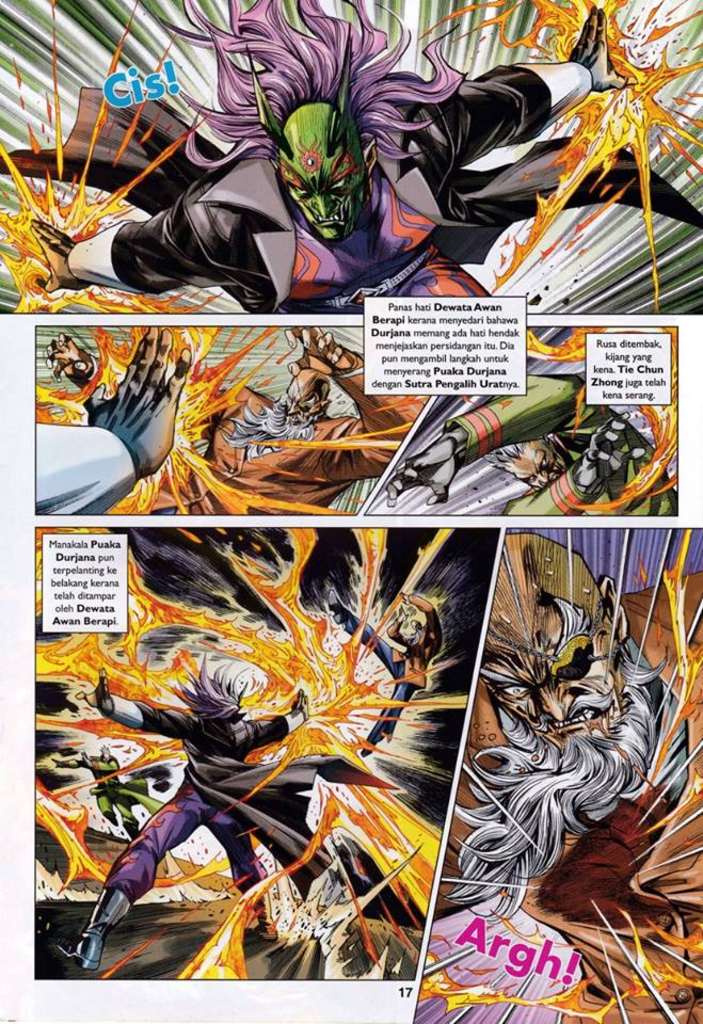 Cis!
Panas hati Dewata Awan
Berapi kerana menyedari bahawa
Durjana memang ada hati hendak
menjejaskan persidangan itu. Dia
pun mengambil langkah untuk
menyerang Puaka Durjana
dengan Sutra Pengalih Uratnya.
Rusa ditembak,
kijang yang
kena. Tie Chun
Zhong juga telah
kena serang.
Manakala Puaka
Durjana pun
terpelanting ke
belakang kerana
telah ditampar
oleh Dewata
Awan Berapi.
Argh!
17